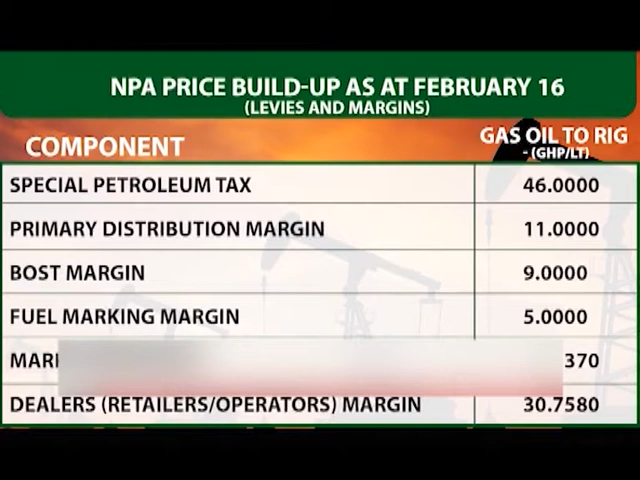 NPA PRICE BUILD-UP AS AT FEBRUARY 16
(LEVIES AND MARGINS)
COMPONENT GAS OIL TO RIG
- (GHP/LT)
SPECIAL PETROLEUM TAX 46.0000
PRIMARY DISTRIBUTION MARGIN 11.0000
BOST MARGIN 9.0000
FUEL MARKING MARGIN 5.0000
370
DEALERS (RETAILERS/OPERATORS) MARGIN 30.7580